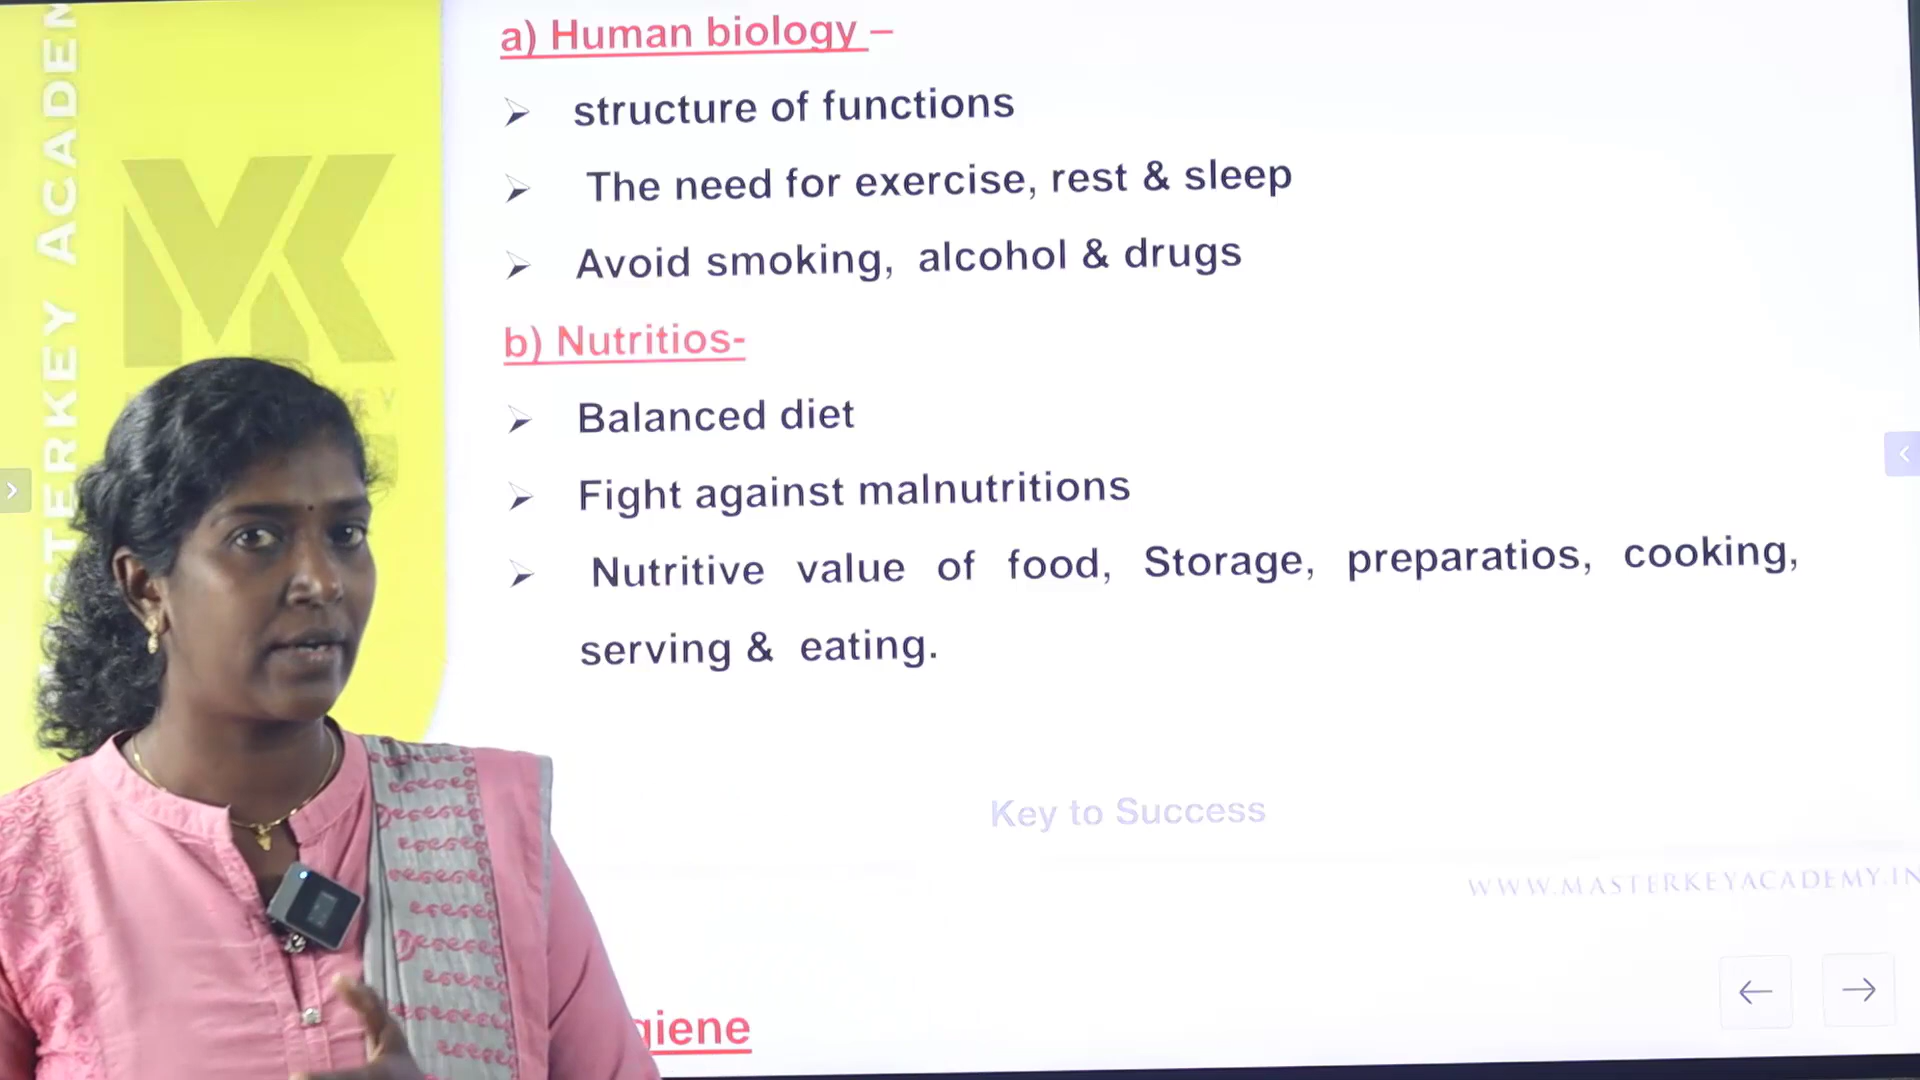 a) Human biology –
➢ structure of functions
➢ The need for exercise, rest & sleep
➢ Avoid smoking, alcohol & drugs
b) Nutritios-
➢ Balanced diet
➢ Fight against malnutritions
➢ Nutritive value of food, Storage, preparatios, cooking,
serving & eating.
Key to Success
WWW.MASTERKEYACADEMY.IN
giene